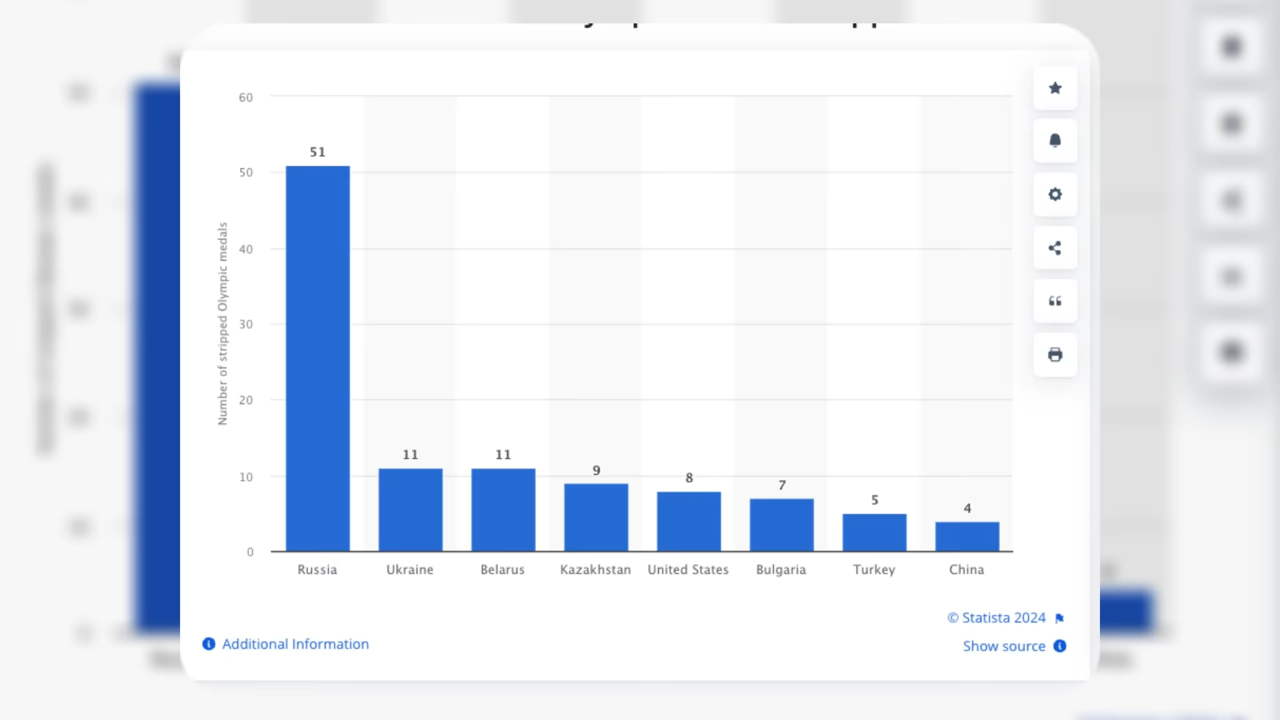 60
51
50
40
30
20
11
11
9
8
7
5
4
10
0
Number of stripped Olympic medals
Russia
Ukraine
Belarus
Kazakhstan
United States
Bulgaria
Turkey
China
© Statista 2024
Additional Information
Show source